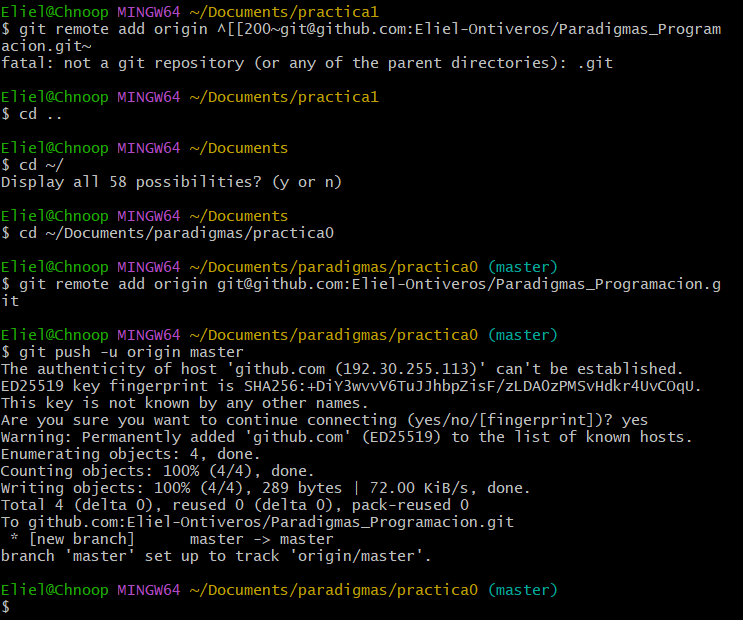 Eliel@Chnoop MINGW64 ~/Documents/practica1
$ git remote add origin ^[[200~git@github.com:Eliel-Ontiveros/Paradigmas_Program
acion.git~
fatal: not a git repository (or any of the parent directories): .git
Eliel@Chnoop MINGW64 ~/Documents/practica1
$ cd ..
Eliel@Chnoop MINGW64 ~/Documents
$ cd ~/
Display all 58 possibilities? (y or n)
Eliel@Chnoop MINGW64 ~/Documents
$ cd ~/Documents/paradigmas/practica0
Eliel@Chnoop MINGW64 ~/Documents/paradigmas/practica0 (master)
$ git remote add origin git@github.com:Eliel-Ontiveros/Paradigmas_Programacion.g
it
Eliel@Chnoop MINGW64 ~/Documents/paradigmas/practica0 (master)
$ git push -u origin master
The authenticity of host 'github.com (192.30.255.113)' can't be established.
ED25519 key fingerprint is SHA256:+DiY3wvvV6TuJJhbpZisF/zLDA0zPMSvHdkr4UvCOqU.
This key is not known by any other names.
Are you sure you want to continue connecting (yes/no/[fingerprint])? yes
Warning: Permanently added 'github.com' (ED25519) to the list of known hosts.
Enumerating objects: 4, done.
Counting objects: 100% (4/4), done.
Writing objects: 100% (4/4), 289 bytes | 72.00 KiB/s, done.
Total 4 (delta 0), reused 0 (delta 0), pack-reused 0
To github.com:Eliel-Ontiveros/Paradigmas_Programacion.git
 * [new branch]      master -> master
branch 'master' set up to track 'origin/master'.
Eliel@Chnoop MINGW64 ~/Documents/paradigmas/practica0 (master)
$